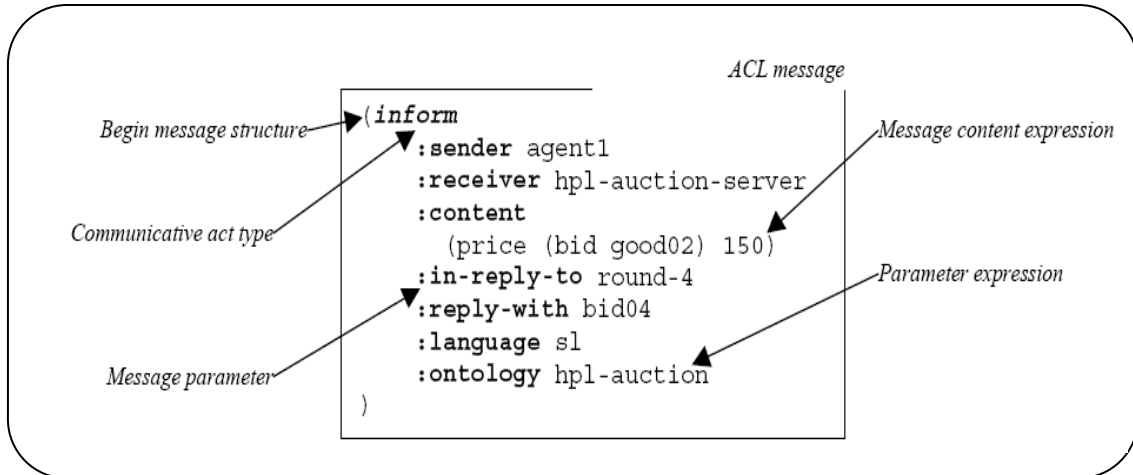 ACL message
Begin message structure
(inform
Message content expression
:sender agent1
:receiver hpl-auction-server
Communicative act type
:content
(price (bid good02) 150)
:in-reply-to round-4
Parameter expression
:reply-with bid04
:language sl
Message parameter
:ontology hpl-auction
)